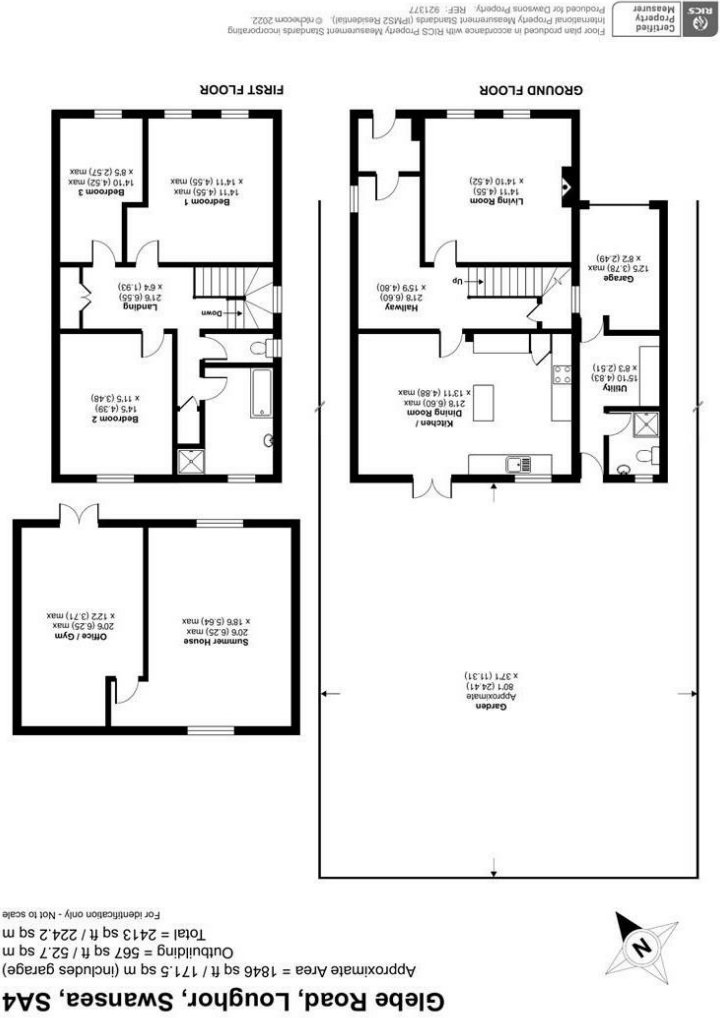 Glebe Road, Loughor, Swansea, SA4
Approximate Area = 1846 sq ft / 171.5 sq m (includes garage)
Outbuilding = 567 sq ft / 52.7 sq m
Total = 2413 sq ft / 224.2 sq m
For identification only - Not to scale
N
Garden
Approximate
80'1 (24.41)
x 37'1 (11.31)
Summer House
20'6 (6.25) max
x 18'6 (5.64) max
Office / Gym
20'6 (6.25) max
x 12'2 (3.71) max
Kitchen /
Dining Room
21'8 (6.60) max
x 13'11 (4.88) max
Utility
15'10 (4.83)
x 8'3 (2.51)
Garage
12'5 (3.78) max
x 8'2 (2.49)
Hallway
21'8 (6.60)
x 15'9 (4.80)
Up
Living Room
14'11 (4.55)
x 14'10 (4.52)
GROUND FLOOR
Bedroom 2
14'5 (4.39)
x 11'5 (3.48)
Down
Landing
21'6 (6.55)
x 6'4 (1.93)
Bedroom 1
14'11 (4.55) max
x 14'11 (4.55) max
Bedroom 3
14'10 (4.52) max
x 8'5 (2.57) max
FIRST FLOOR
Certified
Property
Measurer
RICS
Floor plan produced in accordance with RICS Property Measurement Standards incorporating
International Property Measurement Standards (IPMS2 Residential). © nichecom 2022.
Produced for Dawsons Property. REF: 921377